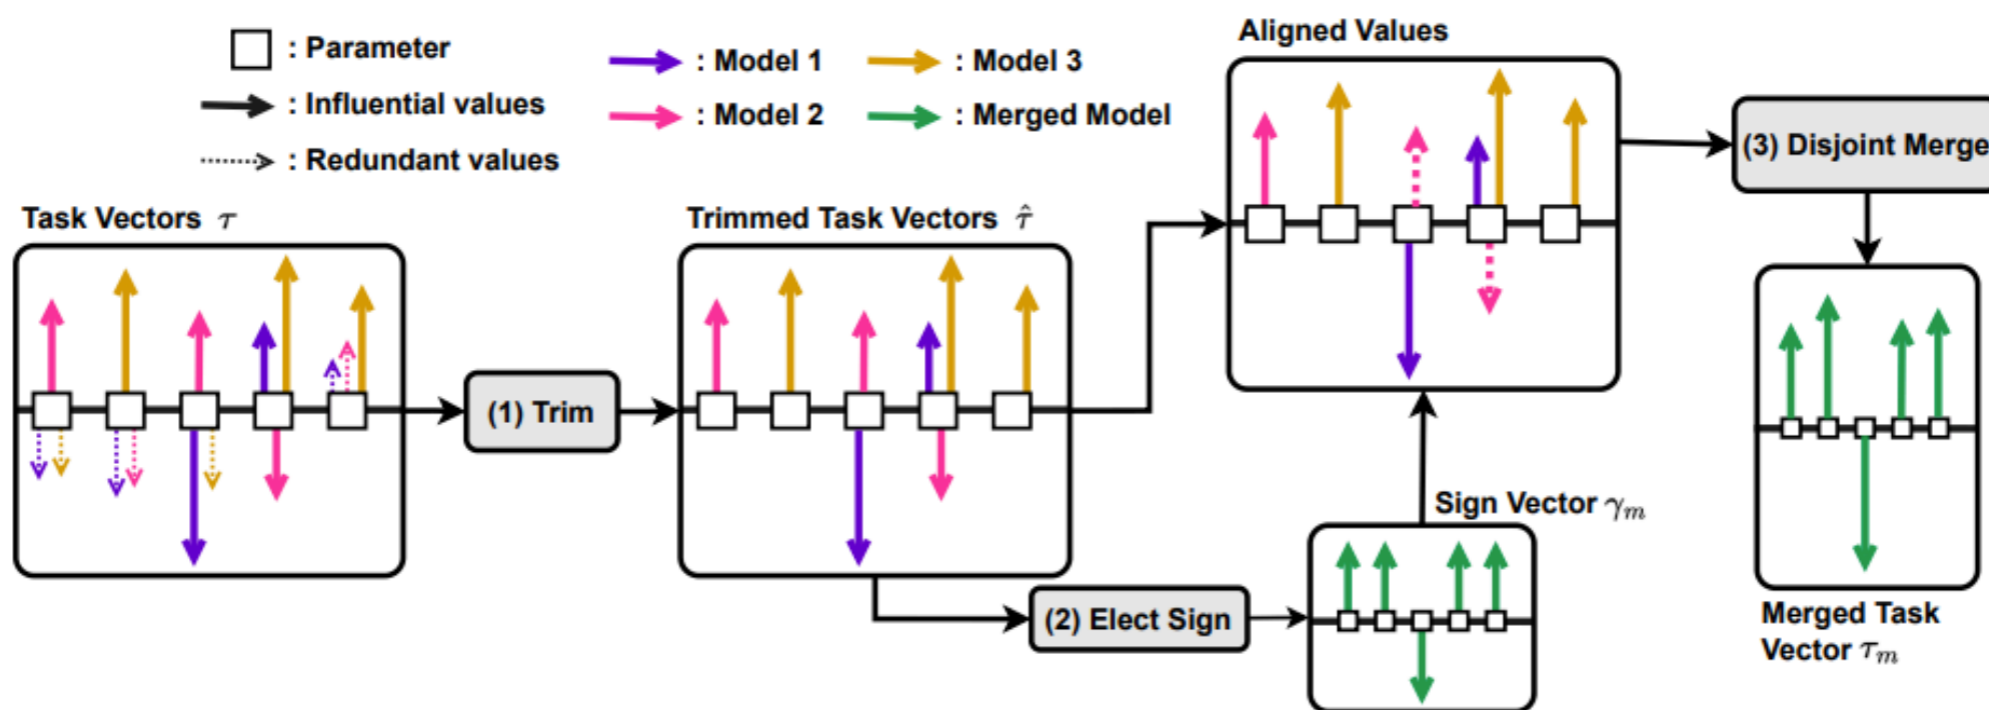 : Parameter
: Influential values
: Redundant values
: Model 1
: Model 2
: Model 3
: Merged Model
Task Vectors τ
(1) Trim
Trimmed Task Vectors τ̂
(2) Elect Sign
Sign Vector γₘ
Aligned Values
(3) Disjoint Merge
Merged Task
Vector τₘ